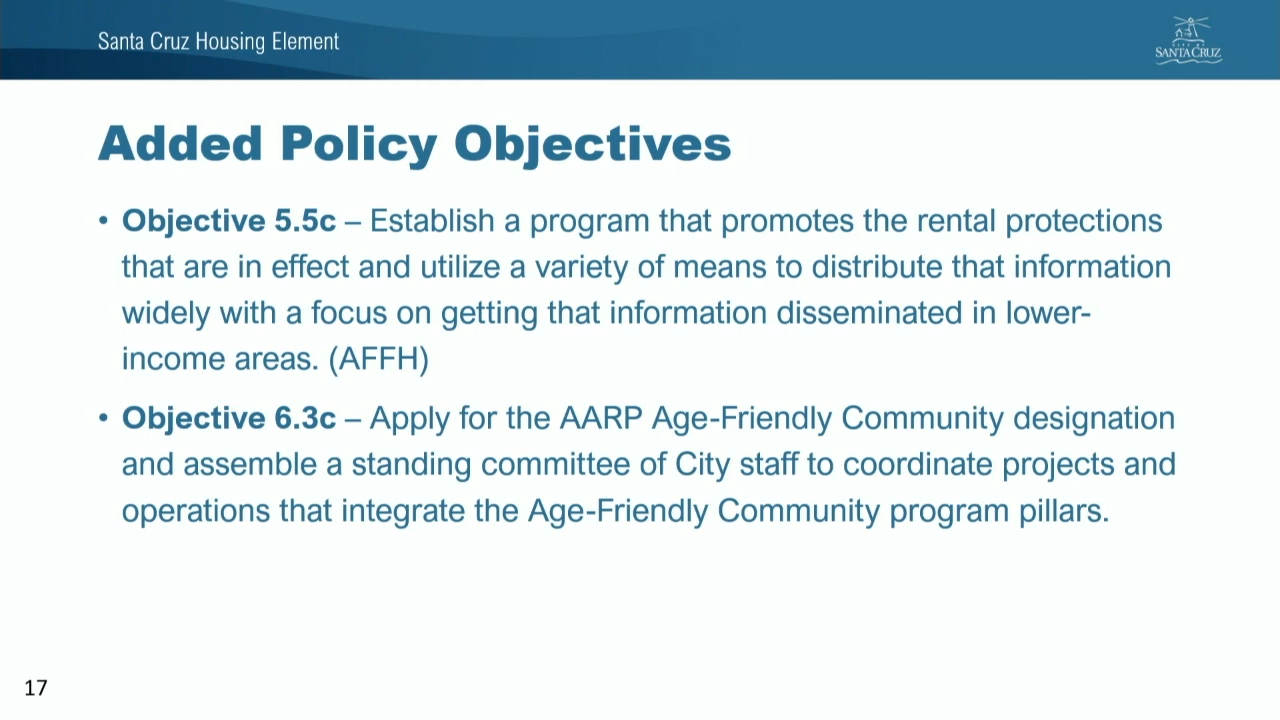 Santa Cruz Housing Element
CITY OF
SANTA CRUZ
Added Policy Objectives
• Objective 5.5c – Establish a program that promotes the rental protections
that are in effect and utilize a variety of means to distribute that information
widely with a focus on getting that information disseminated in lower-
income areas. (AFFH)
• Objective 6.3c – Apply for the AARP Age-Friendly Community designation
and assemble a standing committee of City staff to coordinate projects and
operations that integrate the Age-Friendly Community program pillars.
17